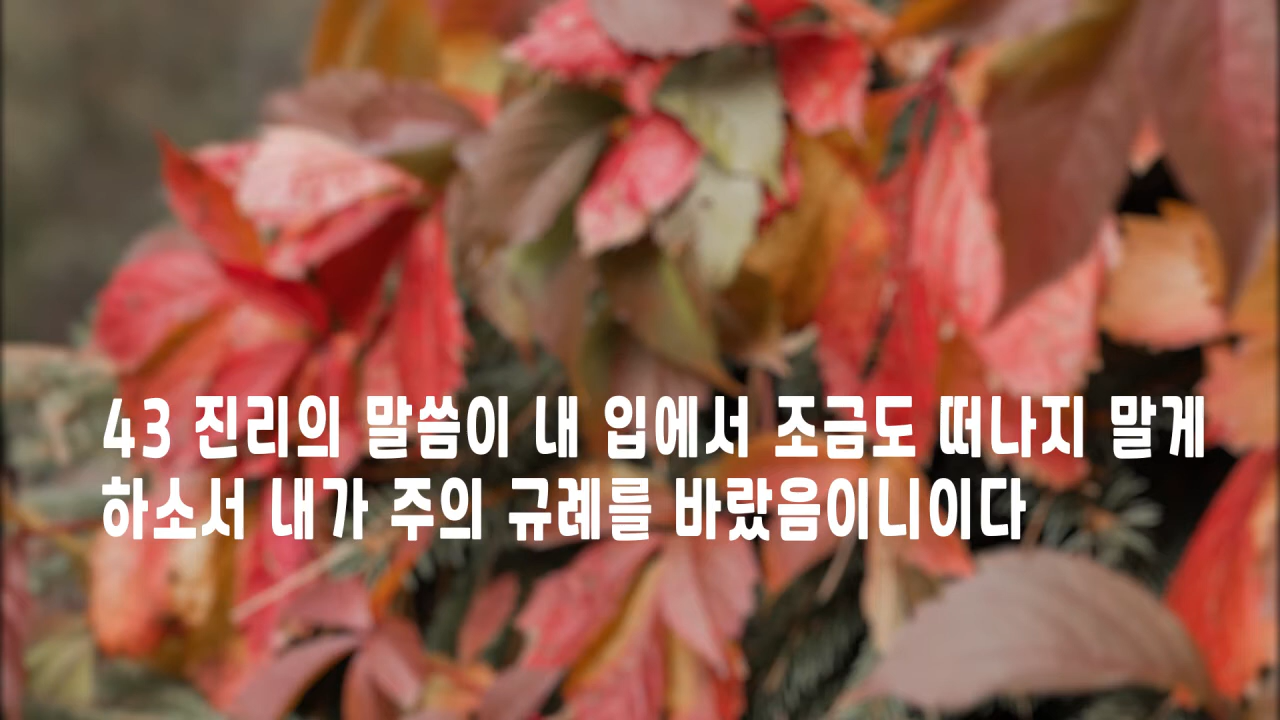 43 진리의 말씀이 내 입에서 조금도 떠나지 말게
하소서 내가 주의 규례를 바랐음이니이다